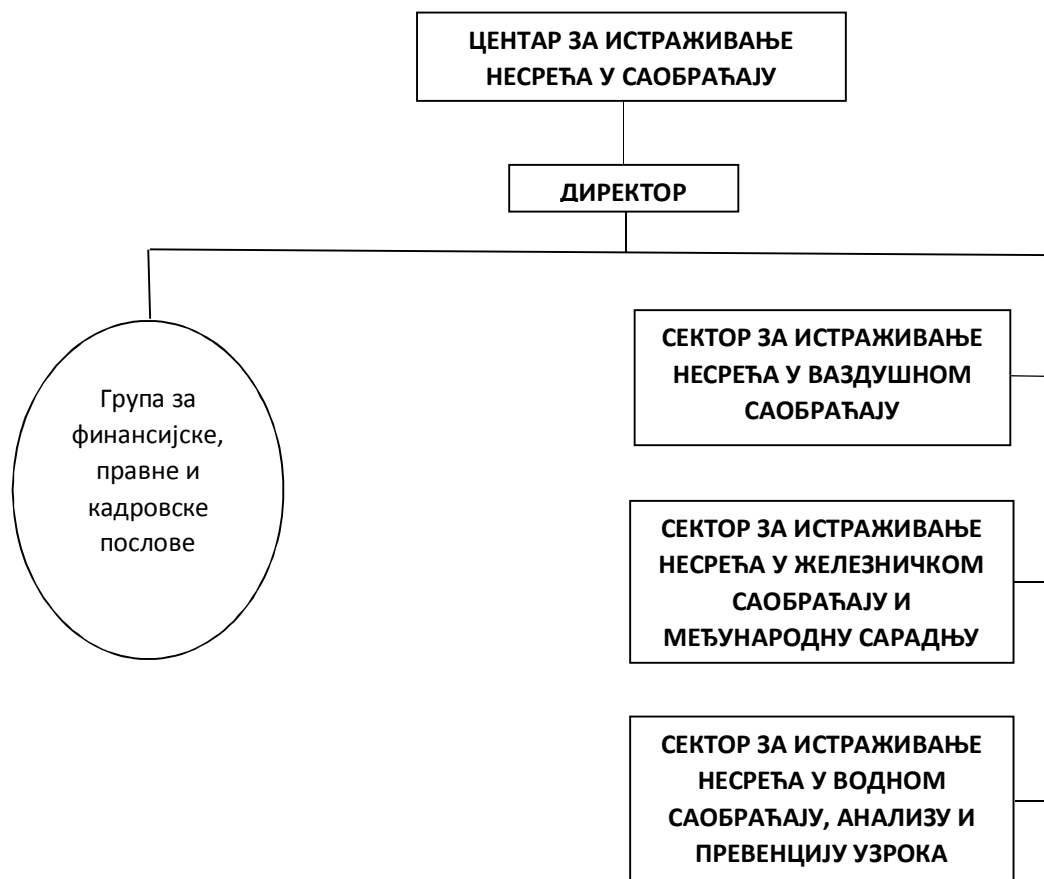 ЦЕНТАР ЗА ИСТРАЖИВАЊЕ
НЕСРЕЋА У САОБРАЋАЈУ
ДИРЕКТОР
Група за
финансијске,
правне и
кадровске
послове
СЕКТОР ЗА ИСТРАЖИВАЊЕ
НЕСРЕЋА У ВАЗДУШНОМ
САОБРАЋАЈУ
СЕКТОР ЗА ИСТРАЖИВАЊЕ
НЕСРЕЋА У ЖЕЛЕЗНИЧКОМ
САОБРАЋАЈУ И
МЕЂУНАРОДНУ САРАДЊУ
СЕКТОР ЗА ИСТРАЖИВАЊЕ
НЕСРЕЋА У ВОДНОМ
САОБРАЋАЈУ, АНАЛИЗУ И
ПРЕВЕНЦИЈУ УЗРОКА